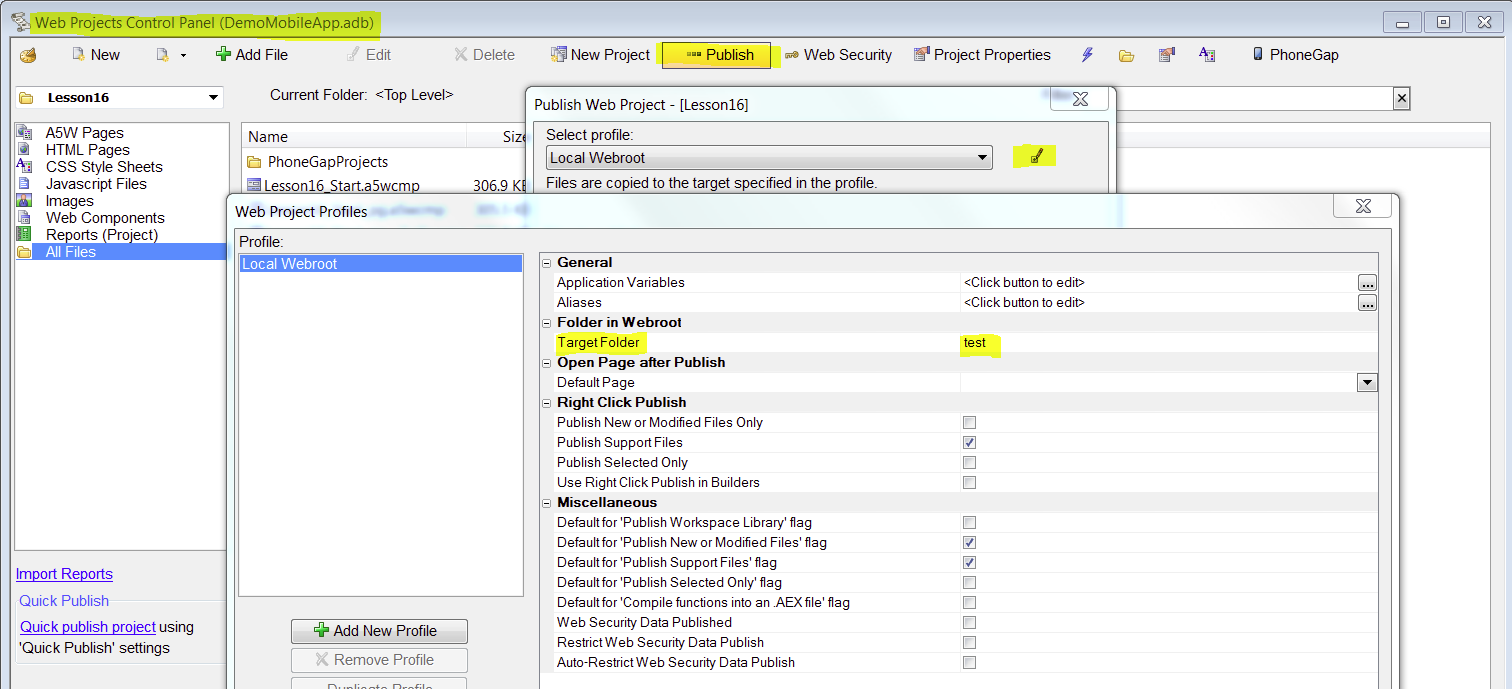 Web Projects Control Panel (DemoMobileApp.adb)
New Add File Edit Delete New Project Publish Web Security Project Properties PhoneGap
Lesson16
Current Folder: <Top Level>
A5W Pages
HTML Pages
CSS Style Sheets
Javascript Files
Images
Web Components
Reports (Project)
All Files
Import Reports
Quick Publish
Quick publish project using
'Quick Publish' settings
Name Size
PhoneGapProjects
Lesson16_Start.a5wcmp 306.9 KB
Publish Web Project - [Lesson16]
Select profile:
Local Webroot
Files are copied to the target specified in the profile.
Web Project Profiles
Profile:
Local Webroot
Add New Profile
Remove Profile
Duplicate Profile
General
Application Variables <Click button to edit> ...
Aliases <Click button to edit> ...
Folder in Webroot
Target Folder test
Open Page after Publish
Default Page
Right Click Publish
Publish New or Modified Files Only
Publish Support Files
Publish Selected Only
Use Right Click Publish in Builders
Miscellaneous
Default for 'Publish Workspace Library' flag
Default for 'Publish New or Modified Files' flag
Default for 'Publish Support Files' flag
Default for 'Publish Selected Only' flag
Default for 'Compile functions into an .AEX file' flag
Web Security Data Published
Restrict Web Security Data Publish
Auto-Restrict Web Security Data Publish